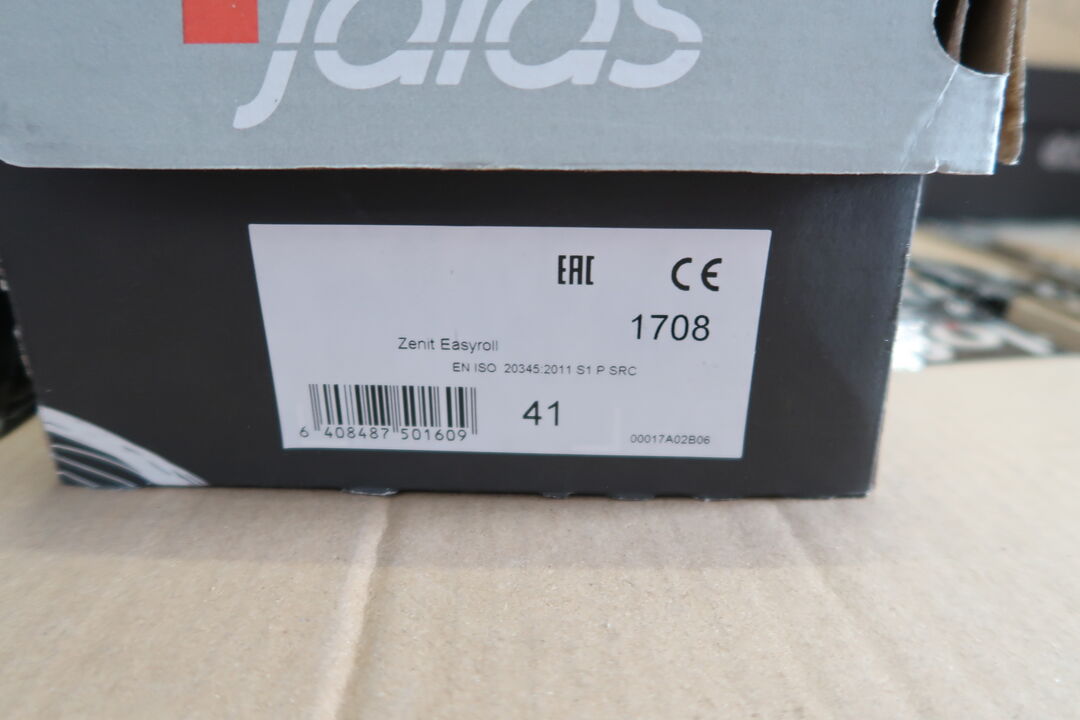 jalas
EAC CE
1708
Zenit Easyroll
EN ISO 20345:2011 S1 P SRC
41
6 408487 501609
00017A02B06